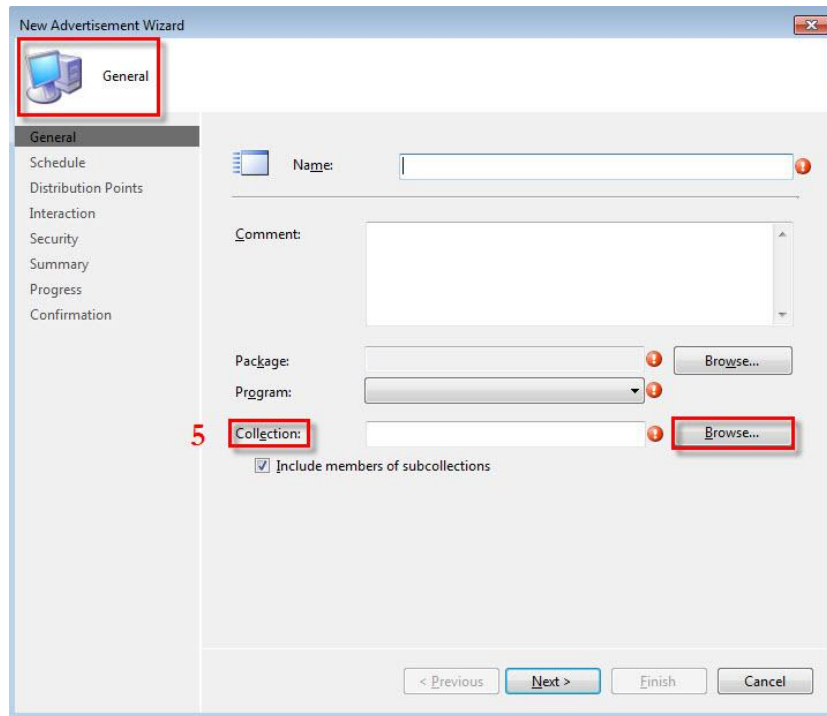 New Advertisement Wizard
General
General
Schedule
Distribution Points
Interaction
Security
Summary
Progress
Confirmation
Name:
Comment:
Package:
Browse...
Program:
5 Collection:
Browse...
Include members of subcollections
< Previous
Next >
Finish
Cancel